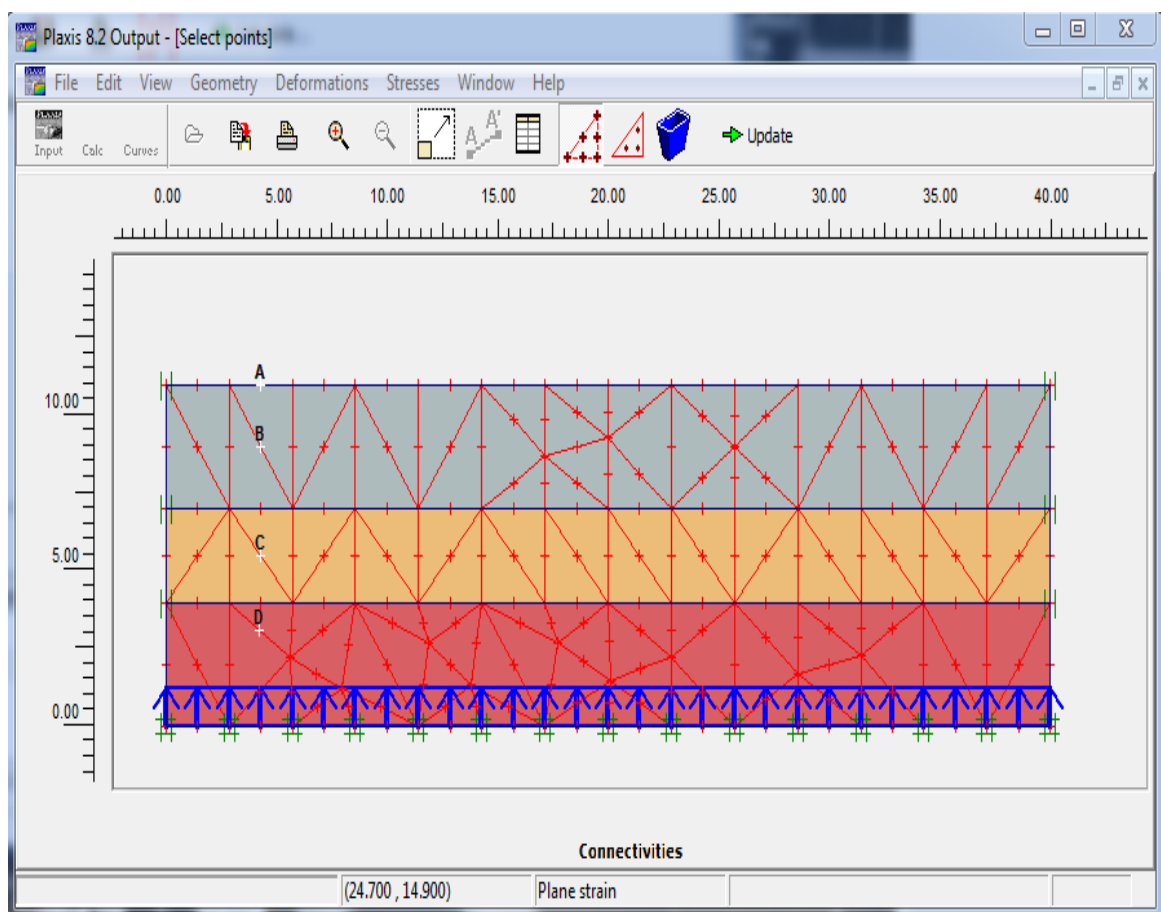 Plaxis 8.2 Output - [Select points]
File Edit View Geometry Deformations Stresses Window Help
PLAXIS
Input Calc Curves A A' Update
0.00 5.00 10.00 15.00 20.00 25.00 30.00 35.00 40.00
A
10.00
B
C
5.00
D
0.00
Connectivities
(24.700 , 14.900) Plane strain